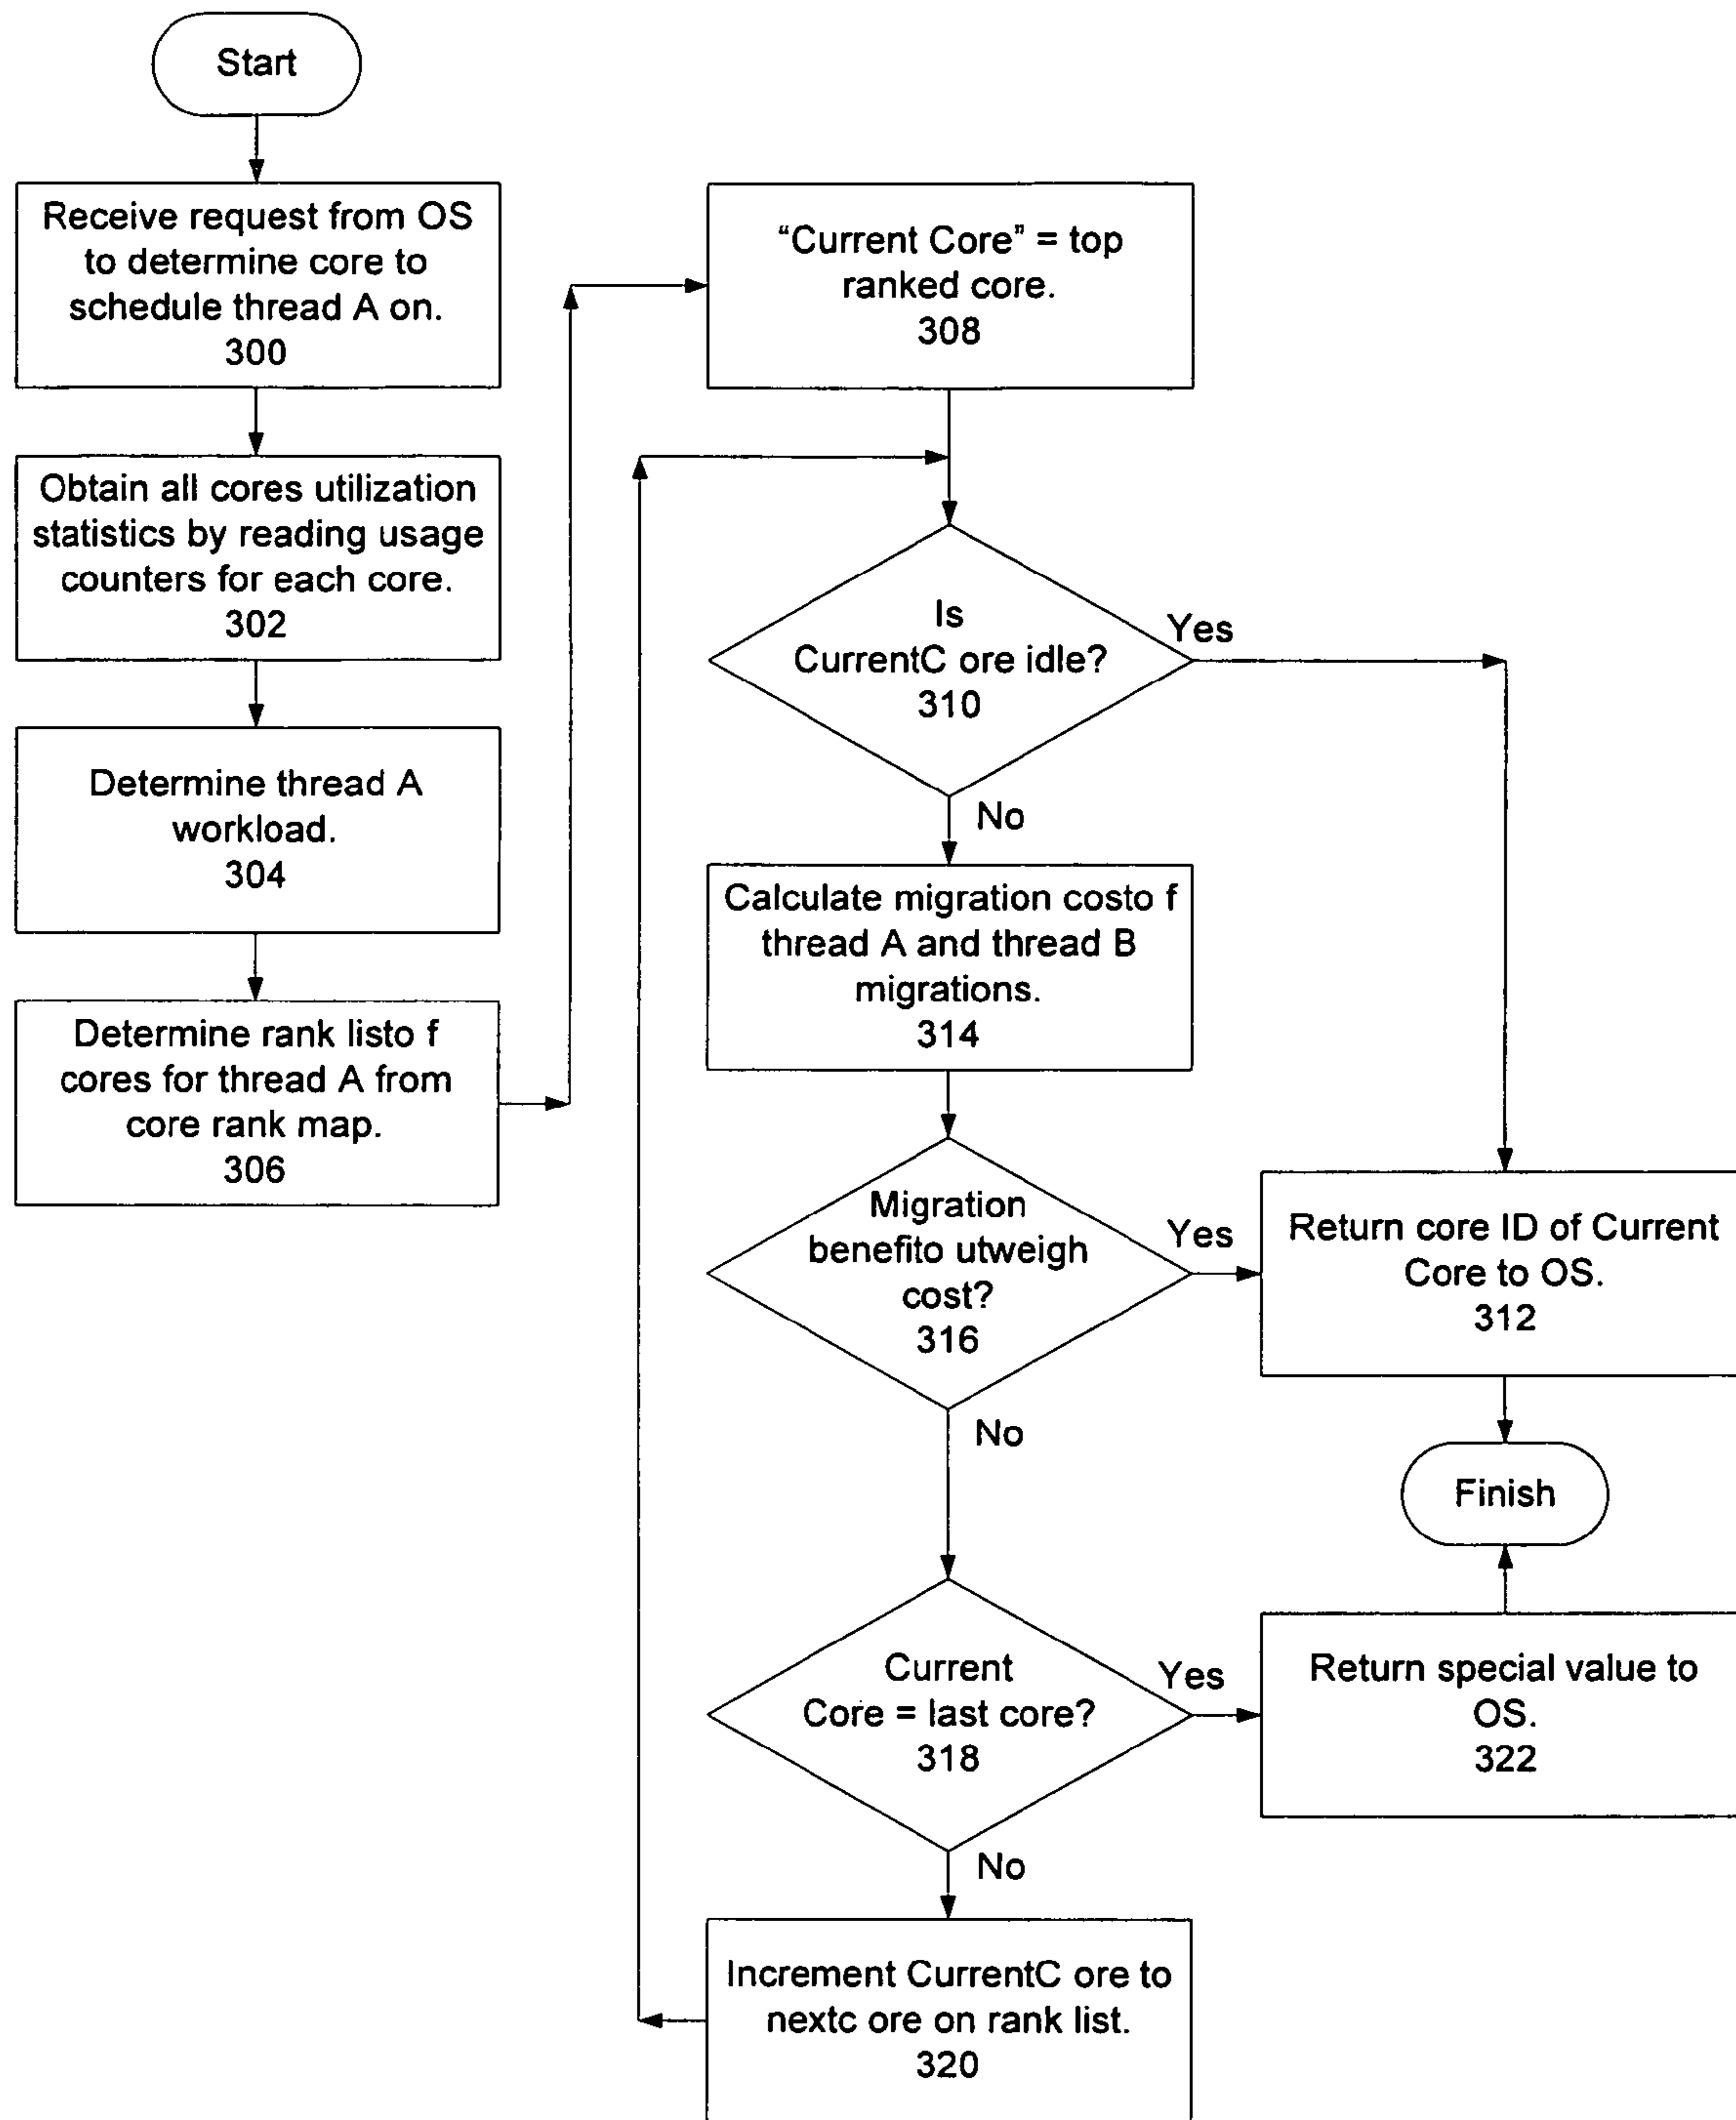 Start
Receive request from OS
to determine core to
schedule thread A on.
300
Obtain all cores utilization
statistics by reading usage
counters for each core.
302
Determine thread A
workload.
304
Determine rank listo f
cores for thread A from
core rank map.
306
“Current Core” = top
ranked core.
308
Is
CurrentC ore idle?
310
Yes
No
Calculate migration costo f
thread A and thread B
migrations.
314
Migration
benefito utweigh
cost?
316
Yes
No
Return core ID of Current
Core to OS.
312
Finish
Current
Core = last core?
318
Yes
No
Return special value to
OS.
322
Increment CurrentC ore to
nextc ore on rank list.
320